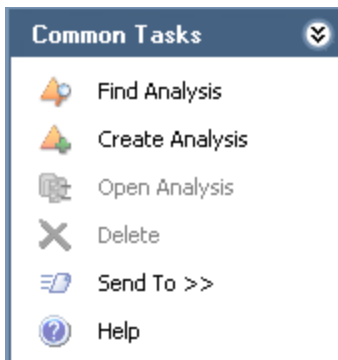 Common Tasks
Find Analysis
Create Analysis
Open Analysis
Delete
Send To >>
Help